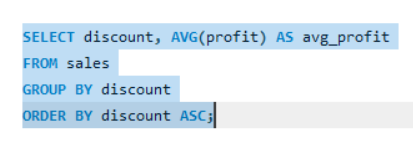 SELECT discount, AVG(profit) AS avg_profit
FROM sales
GROUP BY discount
ORDER BY discount ASC;